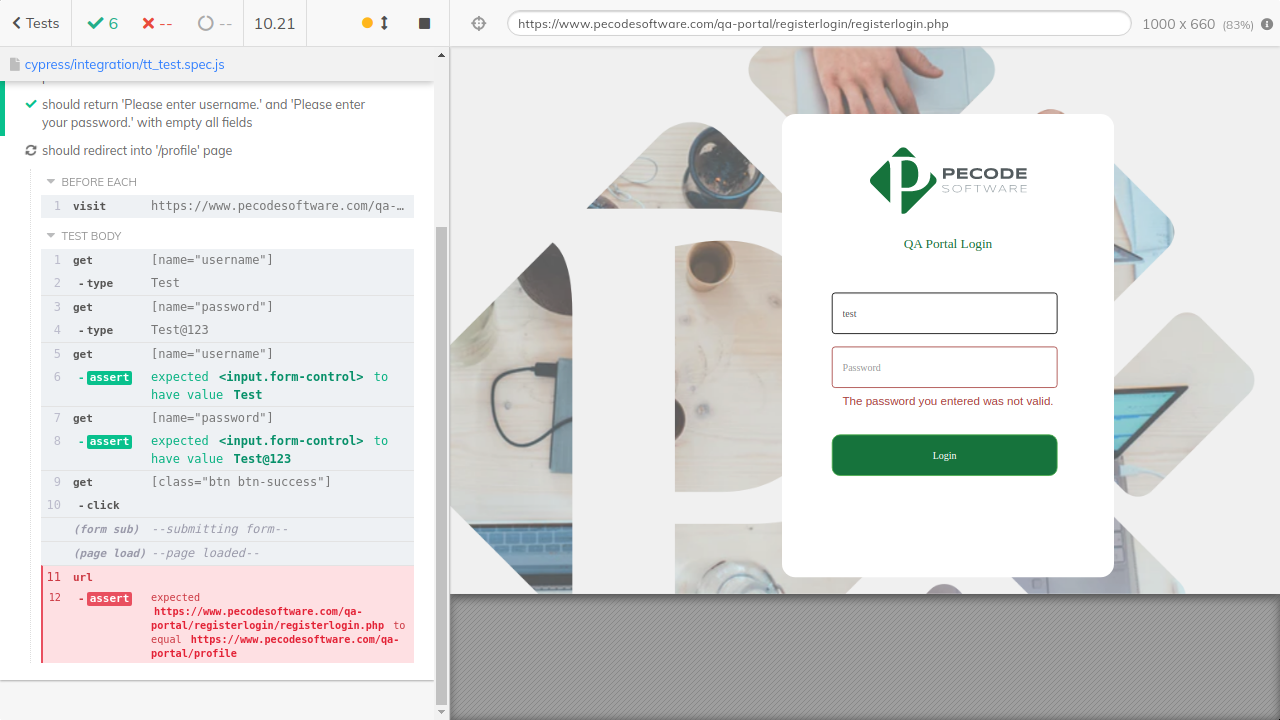 Tests
6
--
--
10.21
https://www.pecodesoftware.com/qa-portal/registerlogin/registerlogin.php
1000 x 660 (83%)
cypress/integration/tt_test.spec.js
should return 'Please enter username.' and 'Please enter
your password.' with empty all fields
should redirect into '/profile' page
BEFORE EACH
1 visit https://www.pecodesoftware.com/qa-…
TEST BODY
1 get [name="username"]
2 -type Test
3 get [name="password"]
4 -type Test@123
5 get [name="username"]
6 -assert expected <input.form-control> to
have value Test
7 get [name="password"]
8 -assert expected <input.form-control> to
have value Test@123
9 get [class="btn btn-success"]
10 -click
(form sub) --submitting form--
(page load) --page loaded--
11 url
12 -assert expected
https://www.pecodesoftware.com/qa-
portal/registerlogin/registerlogin.php to
equal https://www.pecodesoftware.com/qa-
portal/profile
PECODE
SOFTWARE
QA Portal Login
test
Password
The password you entered was not valid.
Login